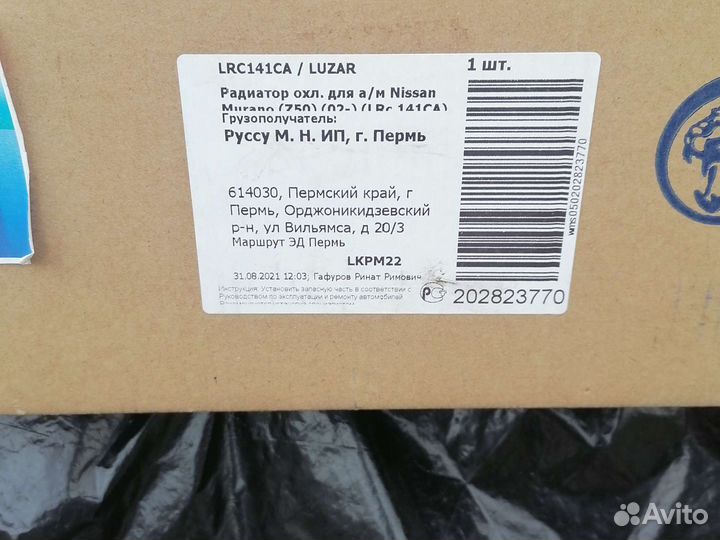 LRC141CA / LUZAR
1 шт.
Радиатор охл. для а/м Nissan
Murano (Z50) (02-) (LRc 141CA)
Грузополучатель:
Руссу М. Н. ИП, г. Пермь
614030, Пермский край, г
Пермь, Орджоникидзевский
р-н, ул Вильямса, д 20/3
Маршрут ЭД Пермь
LKPM22
31.08.2021 12:03; Гафуров Ринат Римович
Инструкция: Установить запасную часть в соответствии с
Руководством по эксплуатации и ремонту автомобилей
202823770
wms050202823770
Avito